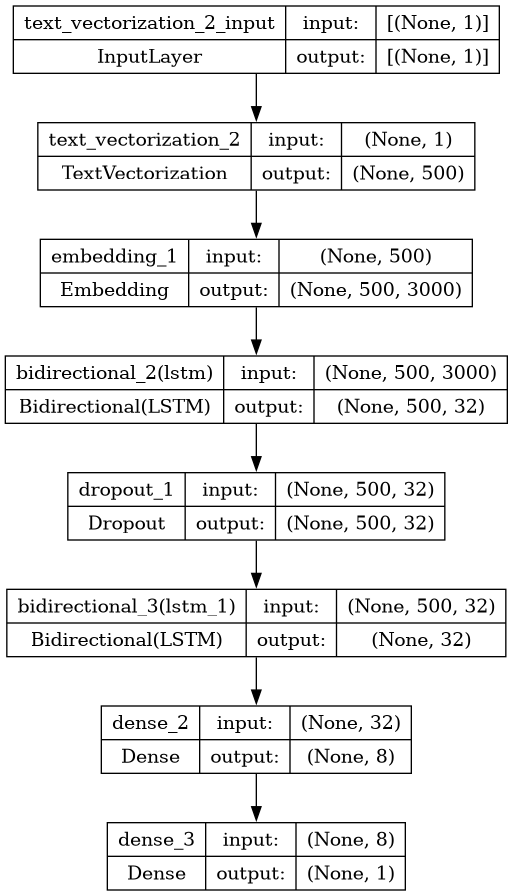 text_vectorization_2_input input: [(None, 1)]
InputLayer output: [(None, 1)]
text_vectorization_2 input: (None, 1)
TextVectorization output: (None, 500)
embedding_1 input: (None, 500)
Embedding output: (None, 500, 3000)
bidirectional_2(lstm) input: (None, 500, 3000)
Bidirectional(LSTM) output: (None, 500, 32)
dropout_1 input: (None, 500, 32)
Dropout output: (None, 500, 32)
bidirectional_3(lstm_1) input: (None, 500, 32)
Bidirectional(LSTM) output: (None, 32)
dense_2 input: (None, 32)
Dense output: (None, 8)
dense_3 input: (None, 8)
Dense output: (None, 1)